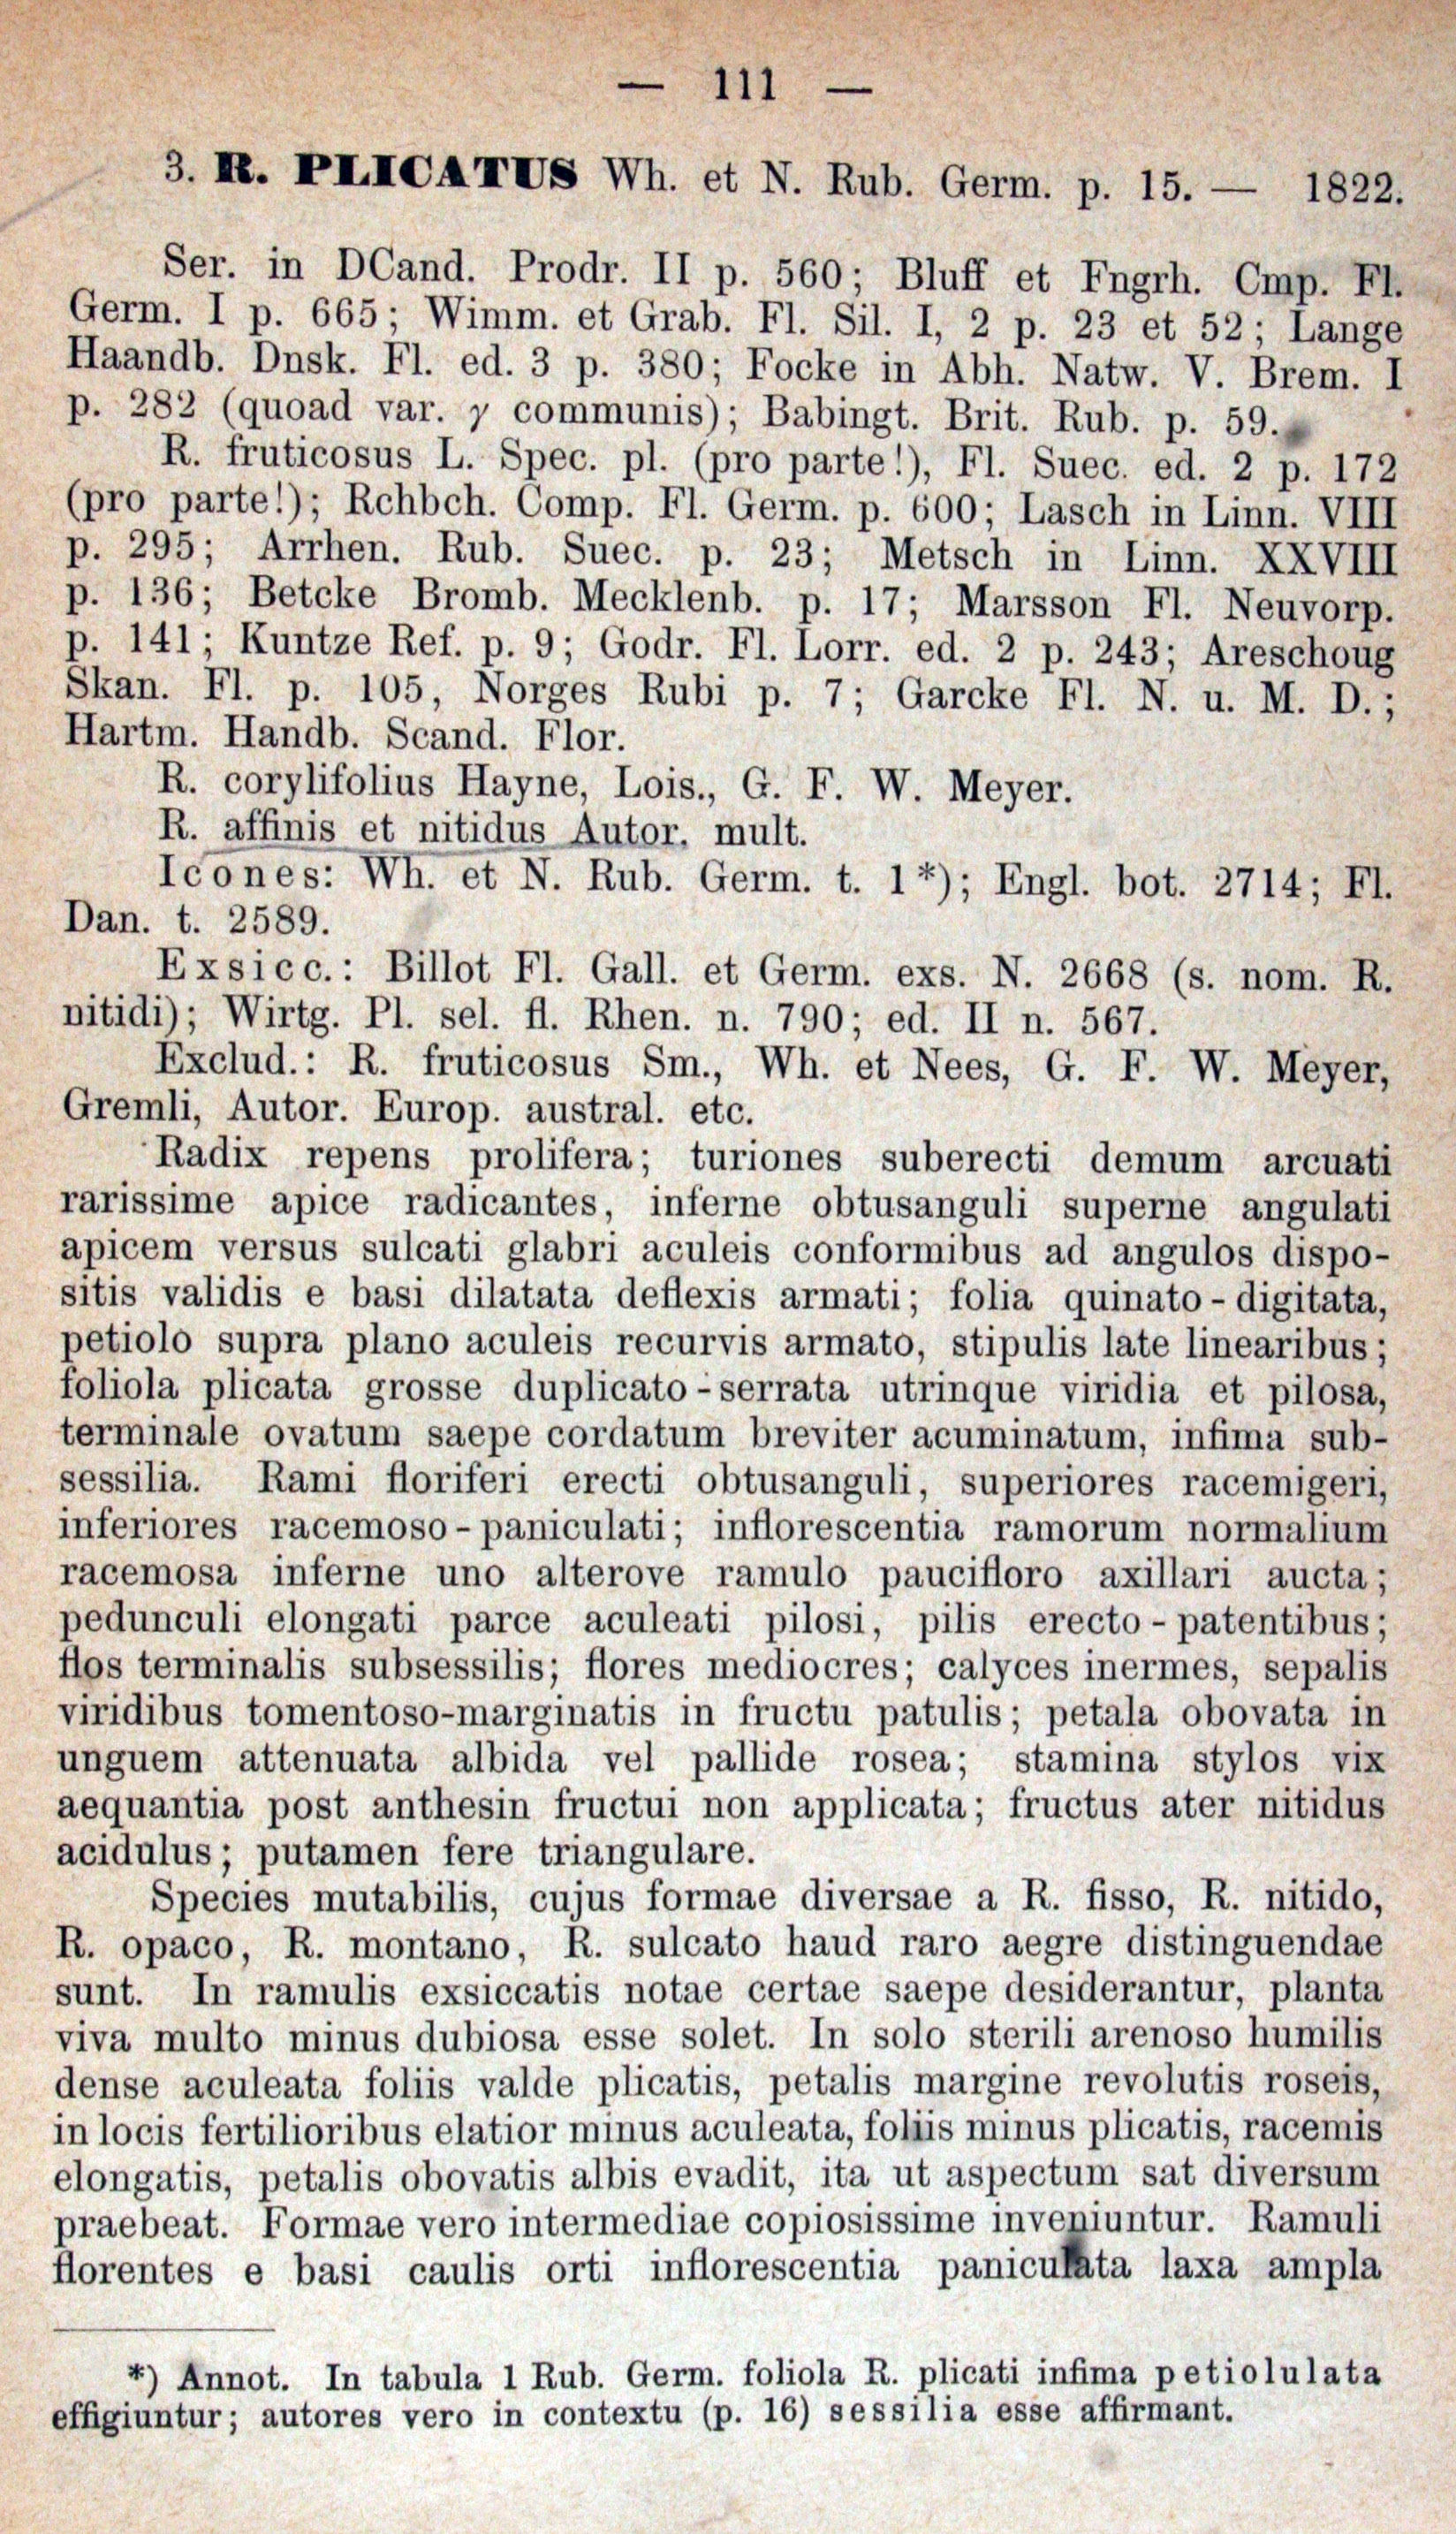 — 111 —
3. R. PLICATUS Wh. et N. Rub. Germ. p. 15. — 1822.
Ser. in DCand. Prodr. II p. 560; Bluff et Fngrh. Cmp. Fl.
Germ. I p. 665; Wimm. et Grab. Fl. Sil. I, 2 p. 23 et 52; Lange
Haandb. Dnsk. Fl. ed. 3 p. 380; Focke in Abh. Natw. V. Brem. I
p. 282 (quoad var. γ communis); Babingt. Brit. Rub. p. 59.
R. fruticosus L. Spec. pl. (pro parte!), Fl. Suec. ed. 2 p. 172
(pro parte!); Rchbch. Comp. Fl. Germ. p. 600; Lasch in Linn. VIII
p. 295; Arrhen. Rub. Suec. p. 23; Metsch in Linn. XXVIII
p. 136; Betcke Bromb. Mecklenb. p. 17; Marsson Fl. Neuvorp.
p. 141; Kuntze Ref. p. 9; Godr. Fl. Lorr. ed. 2 p. 243; Areschoug
Skan. Fl. p. 105, Norges Rubi p. 7; Garcke Fl. N. u. M. D.;
Hartm. Handb. Scand. Flor.
R. corylifolius Hayne, Lois., G. F. W. Meyer.
R. affinis et nitidus Autor. mult.
Icones: Wh. et N. Rub. Germ. t. 1*); Engl. bot. 2714; Fl.
Dan. t. 2589.
Exsicc.: Billot Fl. Gall. et Germ. exs. N. 2668 (s. nom. R.
nitidi); Wirtg. Pl. sel. fl. Rhen. n. 790; ed. II n. 567.
Exclud.: R. fruticosus Sm., Wh. et Nees, G. F. W. Meyer,
Gremli, Autor. Europ. austral. etc.
Radix repens prolifera; turiones suberecti demum arcuati
rarissime apice radicantes, inferne obtusanguli superne angulati
apicem versus sulcati glabri aculeis conformibus ad angulos dispo-
sitis validis e basi dilatata deflexis armati; folia quinato-digitata,
petiolo supra plano aculeis recurvis armato, stipulis late linearibus;
foliola plicata grosse duplicato-serrata utrinque viridia et pilosa,
terminale ovatum saepe cordatum breviter acuminatum, infima sub-
sessilia. Rami floriferi erecti obtusanguli, superiores racemigeri,
inferiores racemoso-paniculati; inflorescentia ramorum normalium
racemosa inferne uno alterove ramulo paucifloro axillari aucta;
pedunculi elongati parce aculeati pilosi, pilis erecto-patentibus;
flos terminalis subsessilis; flores mediocres; calyces inermes, sepalis
viridibus tomentoso-marginatis in fructu patulis; petala obovata in
unguem attenuata albida vel pallide rosea; stamina stylos vix
aequantia post anthesin fructui non applicata; fructus ater nitidus
acidulus; putamen fere triangulare.
Species mutabilis, cujus formae diversae a R. fisso, R. nitido,
R. opaco, R. montano, R. sulcato haud raro aegre distinguendae
sunt. In ramulis exsiccatis notae certae saepe desiderantur, planta
viva multo minus dubiosa esse solet. In solo sterili arenoso humilis
dense aculeata foliis valde plicatis, petalis margine revolutis roseis,
in locis fertilioribus elatior minus aculeata, foliis minus plicatis, racemis
elongatis, petalis obovatis albis evadit, ita ut aspectum sat diversum
praebeat. Formae vero intermediae copiosissime inveniuntur. Ramuli
florentes e basi caulis orti inflorescentia paniculata laxa ampla
*) Annot. In tabula 1 Rub. Germ. foliola R. plicati infima petiolulata
effigiuntur; autores vero in contextu (p. 16) sessilia esse affirmant.